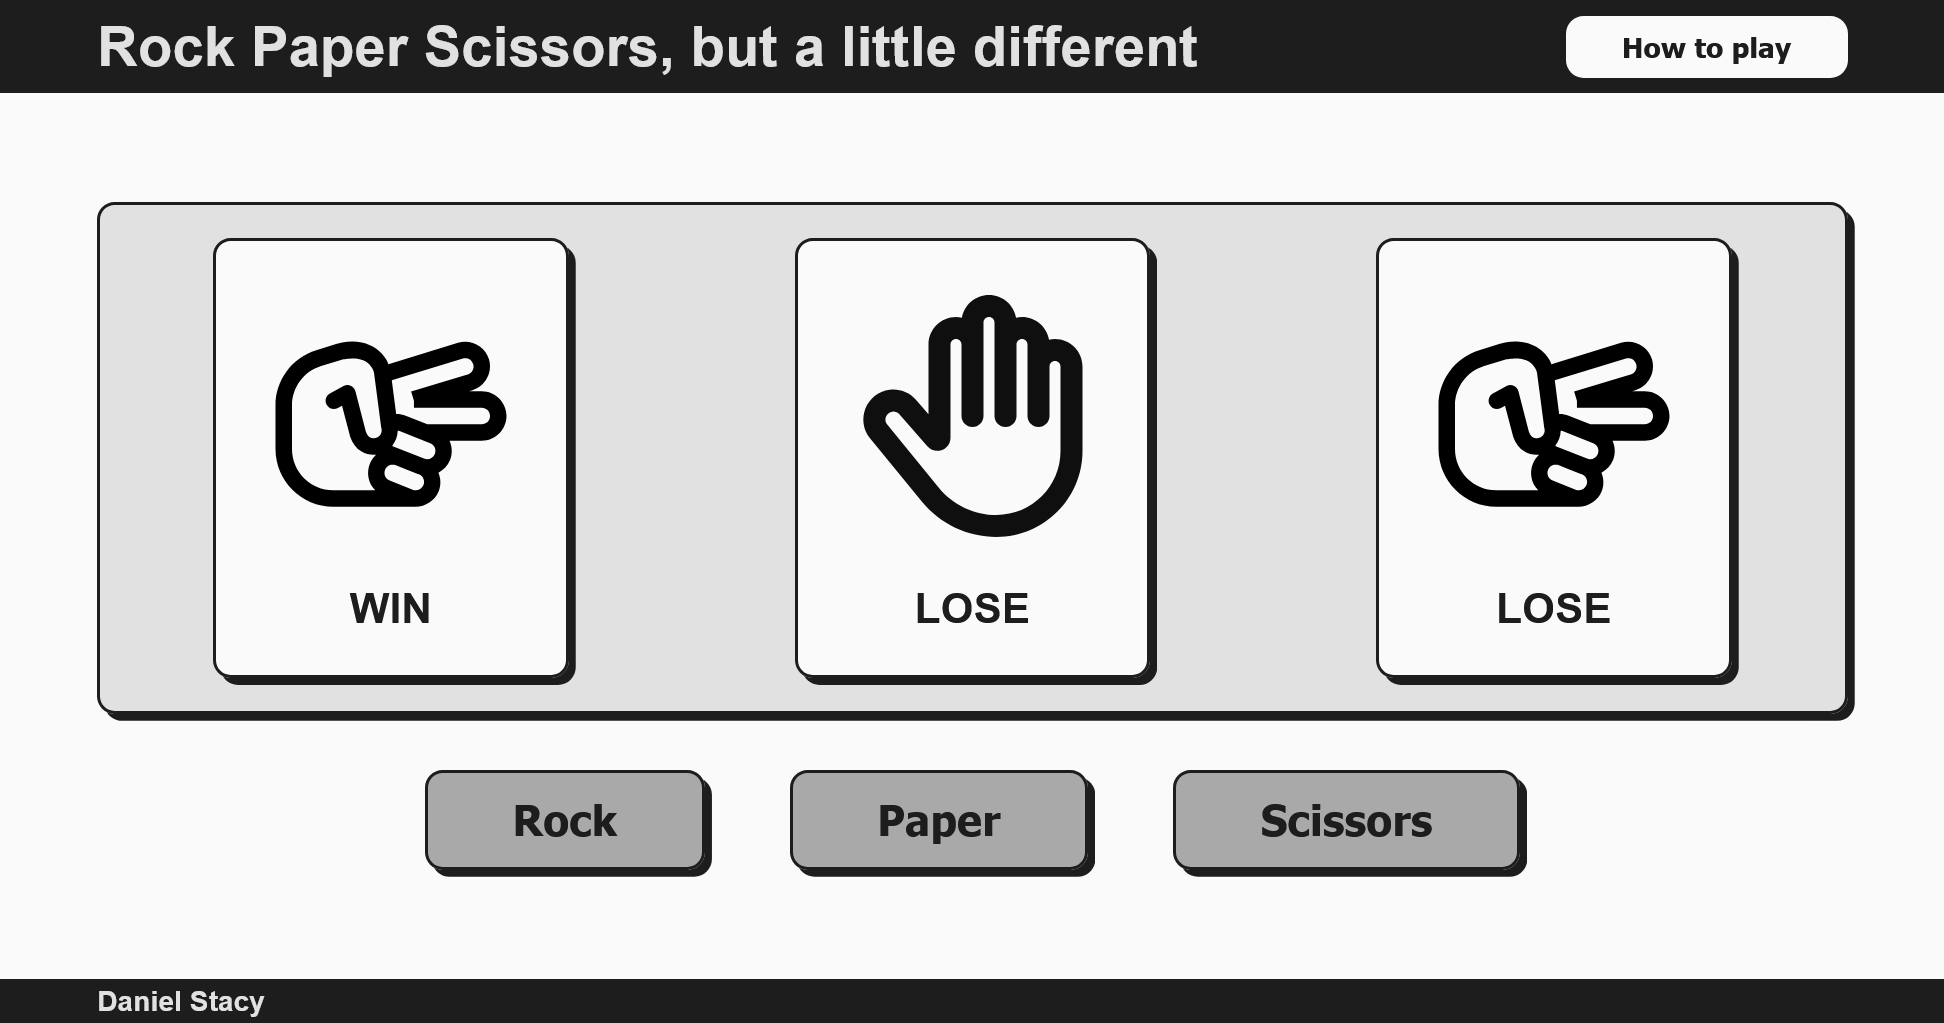 Rock Paper Scissors, but a little different
How to play
WIN
LOSE
LOSE
Rock
Paper
Scissors
Daniel Stacy